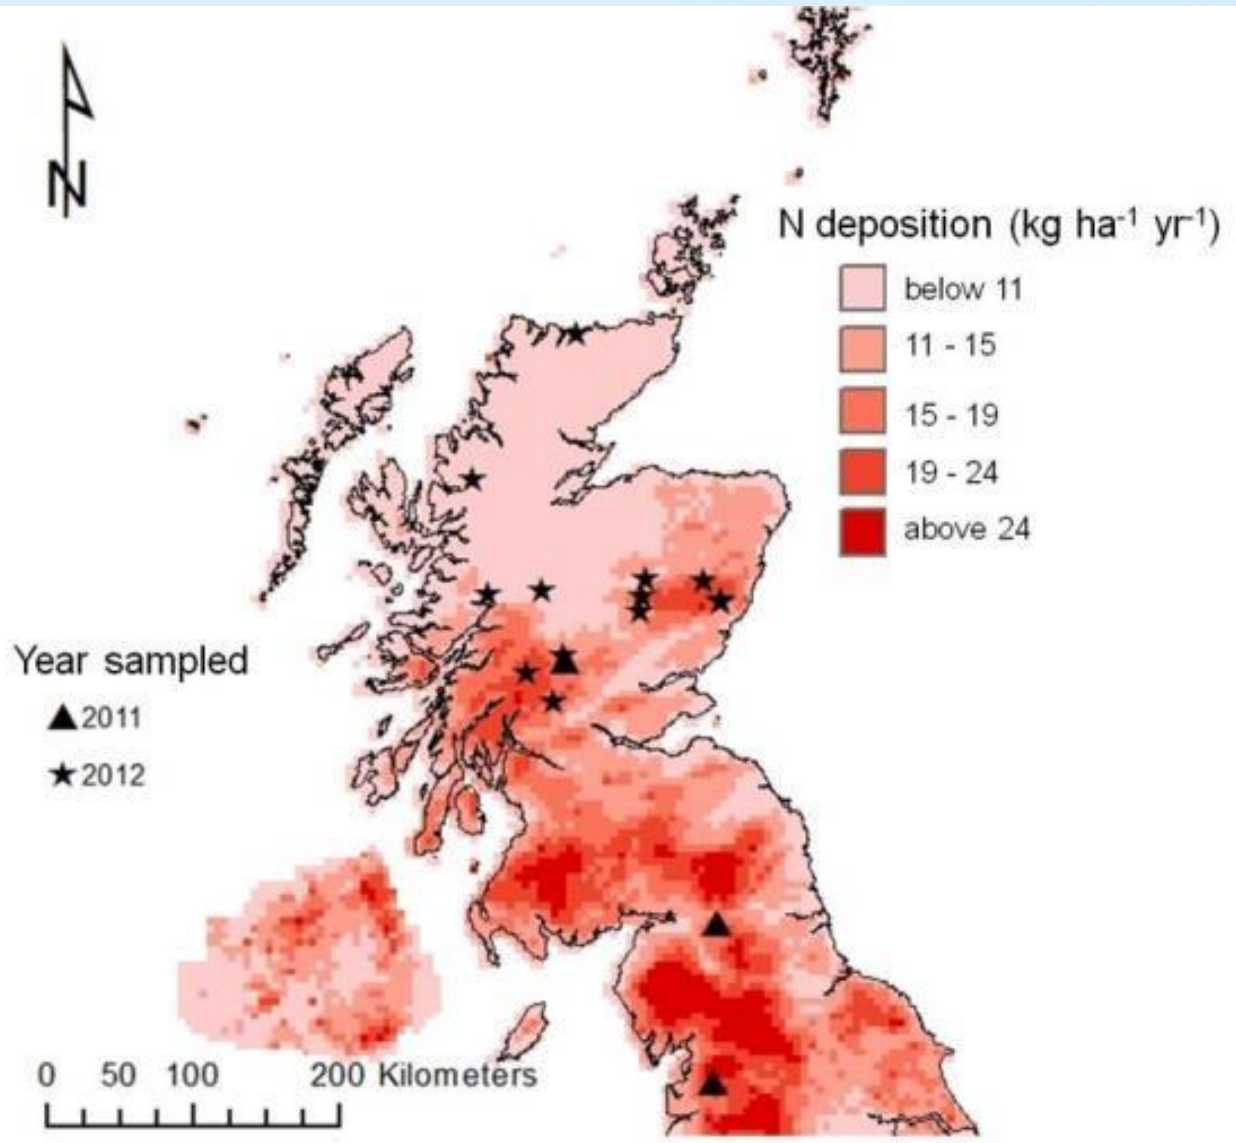 N
N deposition (kg ha-1 yr-1)
below 11
11 - 15
15 - 19
19 - 24
above 24
Year sampled
2011
2012
0 50 100 200 Kilometers